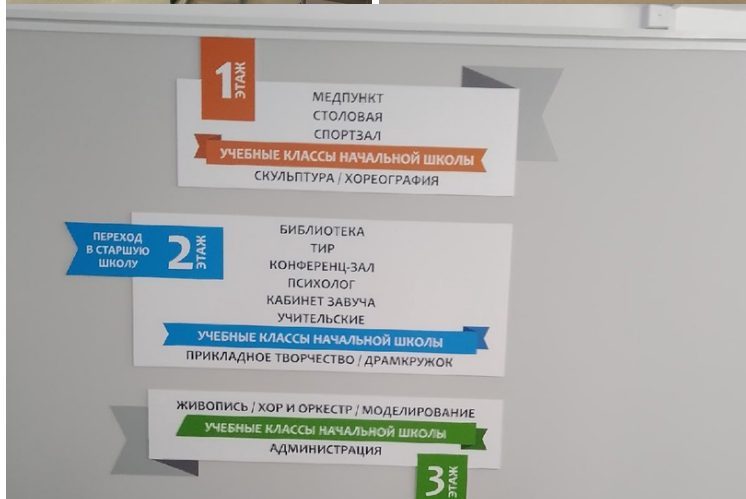 1 ЭТАЖ
МЕДПУНКТ
СТОЛОВАЯ
СПОРТЗАЛ
УЧЕБНЫЕ КЛАССЫ НАЧАЛЬНОЙ ШКОЛЫ
СКУЛЬПТУРА / ХОРЕОГРАФИЯ
ПЕРЕХОД
В СТАРШУЮ
ШКОЛУ
2 ЭТАЖ
БИБЛИОТЕКА
ТИР
КОНФЕРЕНЦ-ЗАЛ
ПСИХОЛОГ
КАБИНЕТ ЗАВУЧА
УЧИТЕЛЬСКИЕ
УЧЕБНЫЕ КЛАССЫ НАЧАЛЬНОЙ ШКОЛЫ
ПРИКЛАДНОЕ ТВОРЧЕСТВО / ДРАМКРУЖОК
ЖИВОПИСЬ / ХОР И ОРКЕСТР / МОДЕЛИРОВАНИЕ
УЧЕБНЫЕ КЛАССЫ НАЧАЛЬНОЙ ШКОЛЫ
АДМИНИСТРАЦИЯ
3 ЭТАЖ